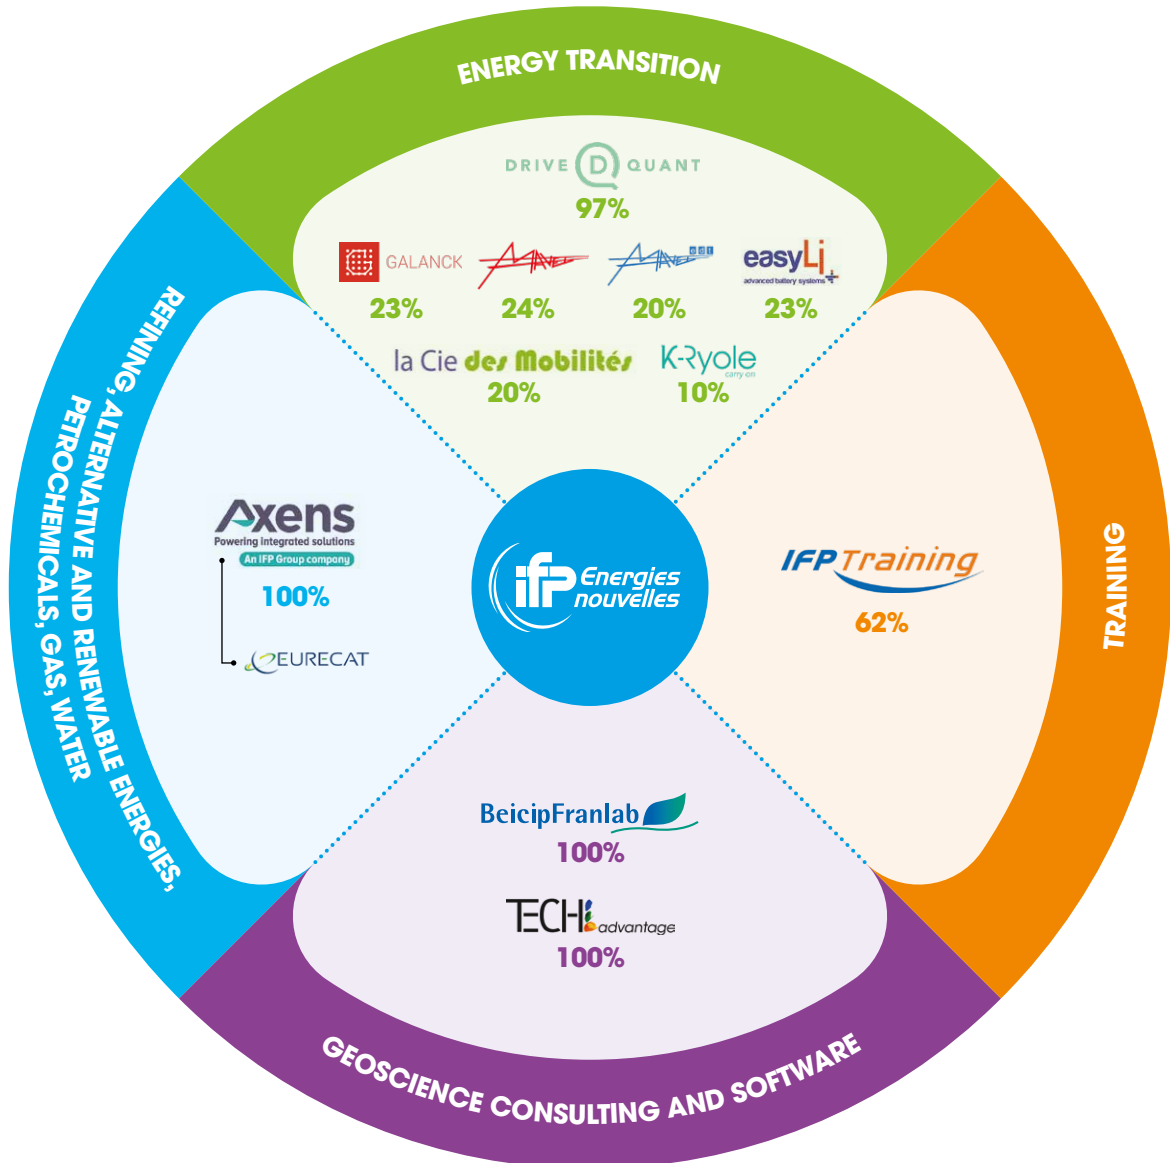 ENERGY TRANSITION
DRIVE D QUANT
97%
GALANCK
23%
24%
edt
20%
easyLi
advanced battery systems +
23%
la Cie des Mobilités
20%
K-Ryole
carry on
10%
REFINING, ALTERNATIVE AND RENEWABLE ENERGIES,
PETROCHEMICALS, GAS, WATER
Axens
Powering integrated solutions
An IFP Group company
100%
EURECAT
ifp Energies
nouvelles
IFP Training
62%
TRAINING
BeicipFranlab
100%
TECH advantage
100%
GEOSCIENCE CONSULTING AND SOFTWARE